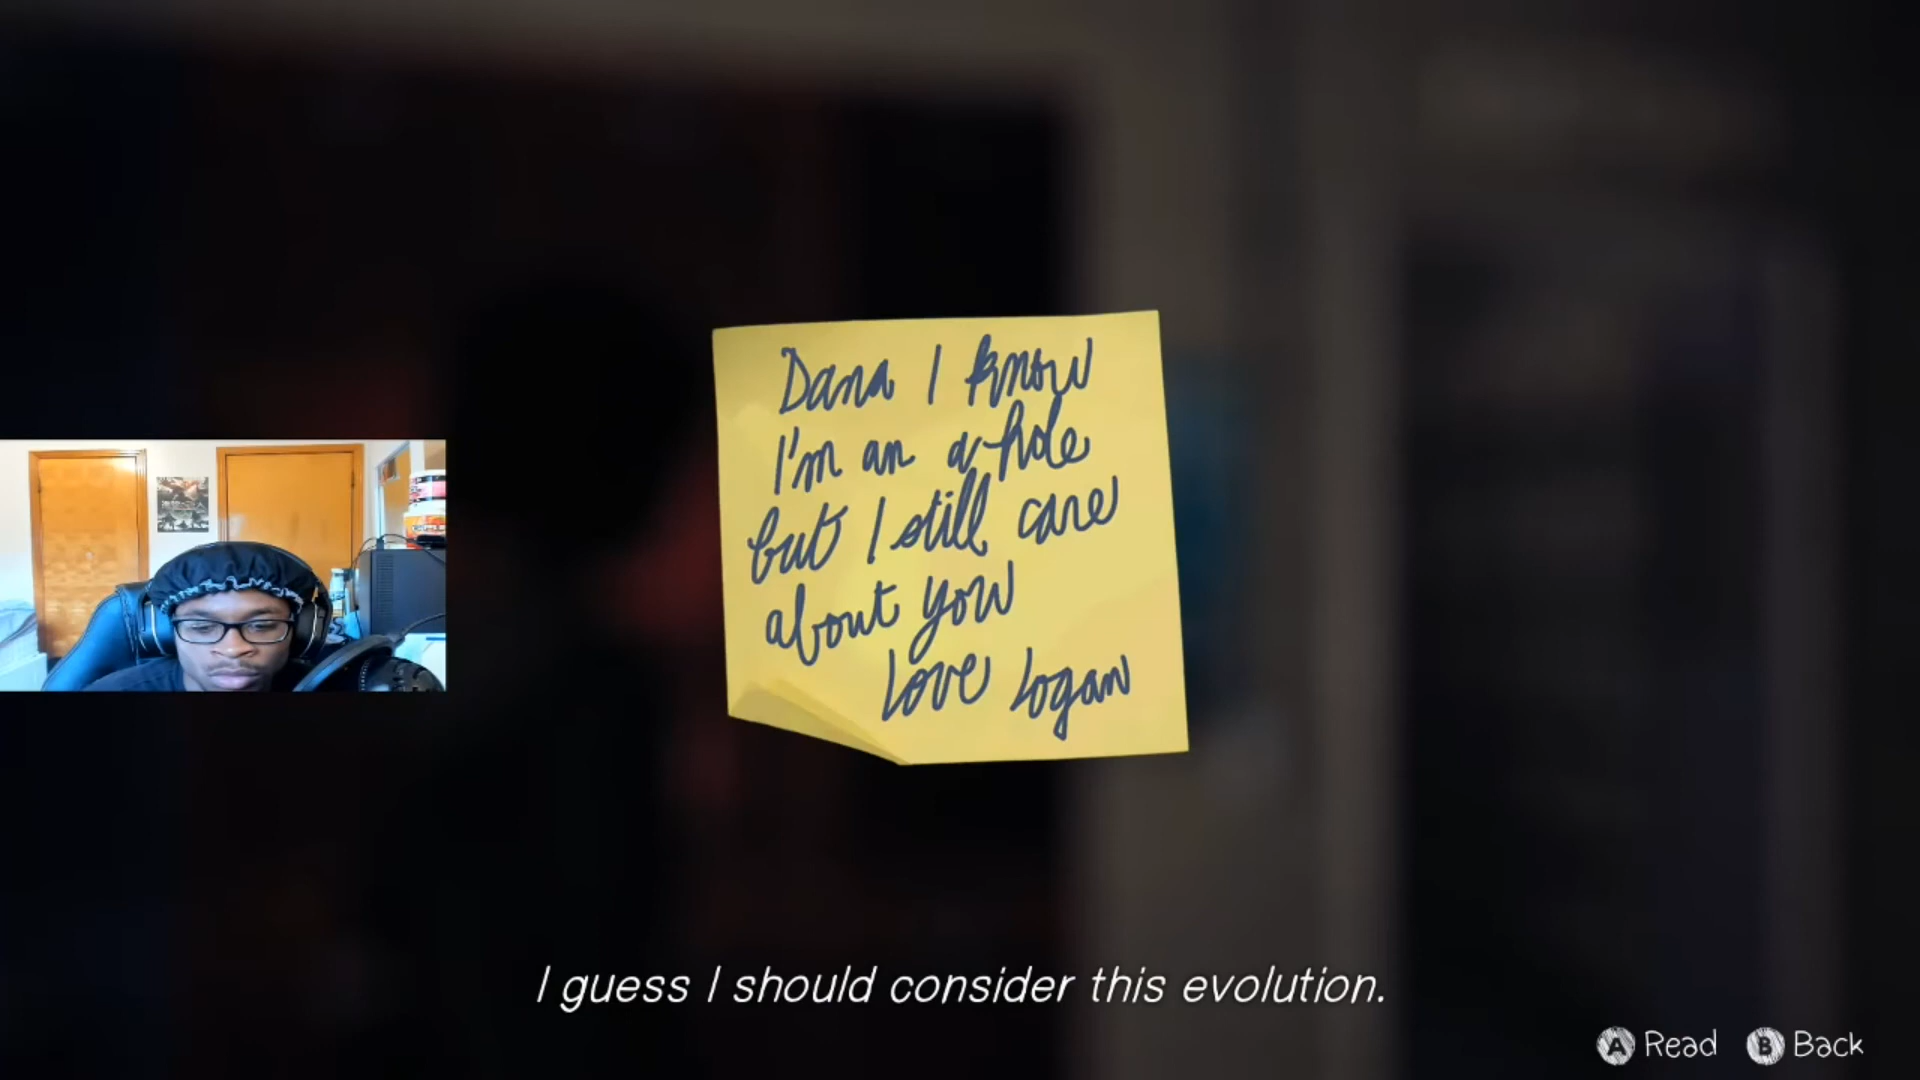 Dana I know
I'm an a-hole
but I still care
about you
Love Logan
I guess I should consider this evolution.
A Read B Back